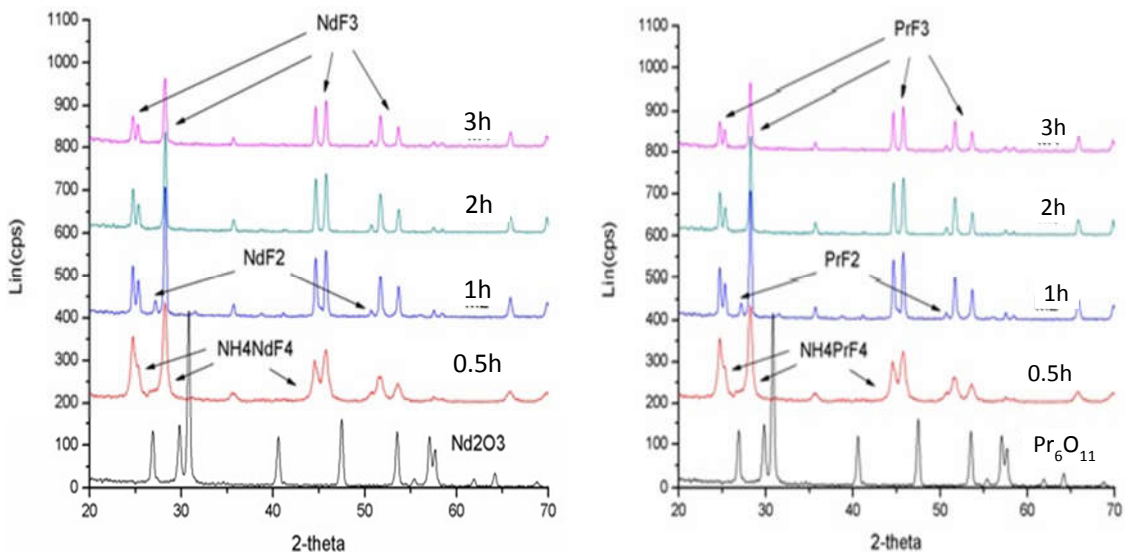 1100
NdF3
1000
900
3h
800
700
2h
600
500
NdF2
1h
400
300
NH4NdF4
0.5h
200
100
Nd2O3
0
20
30
40
50
60
70
2-theta
Lin(cps)
1100
PrF3
1000
900
3h
800
700
2h
600
500
PrF2
1h
400
300
NH4PrF4
0.5h
200
100
Pr₆O₁₁
0
20
30
40
50
60
70
2-theta
Lin(cps)